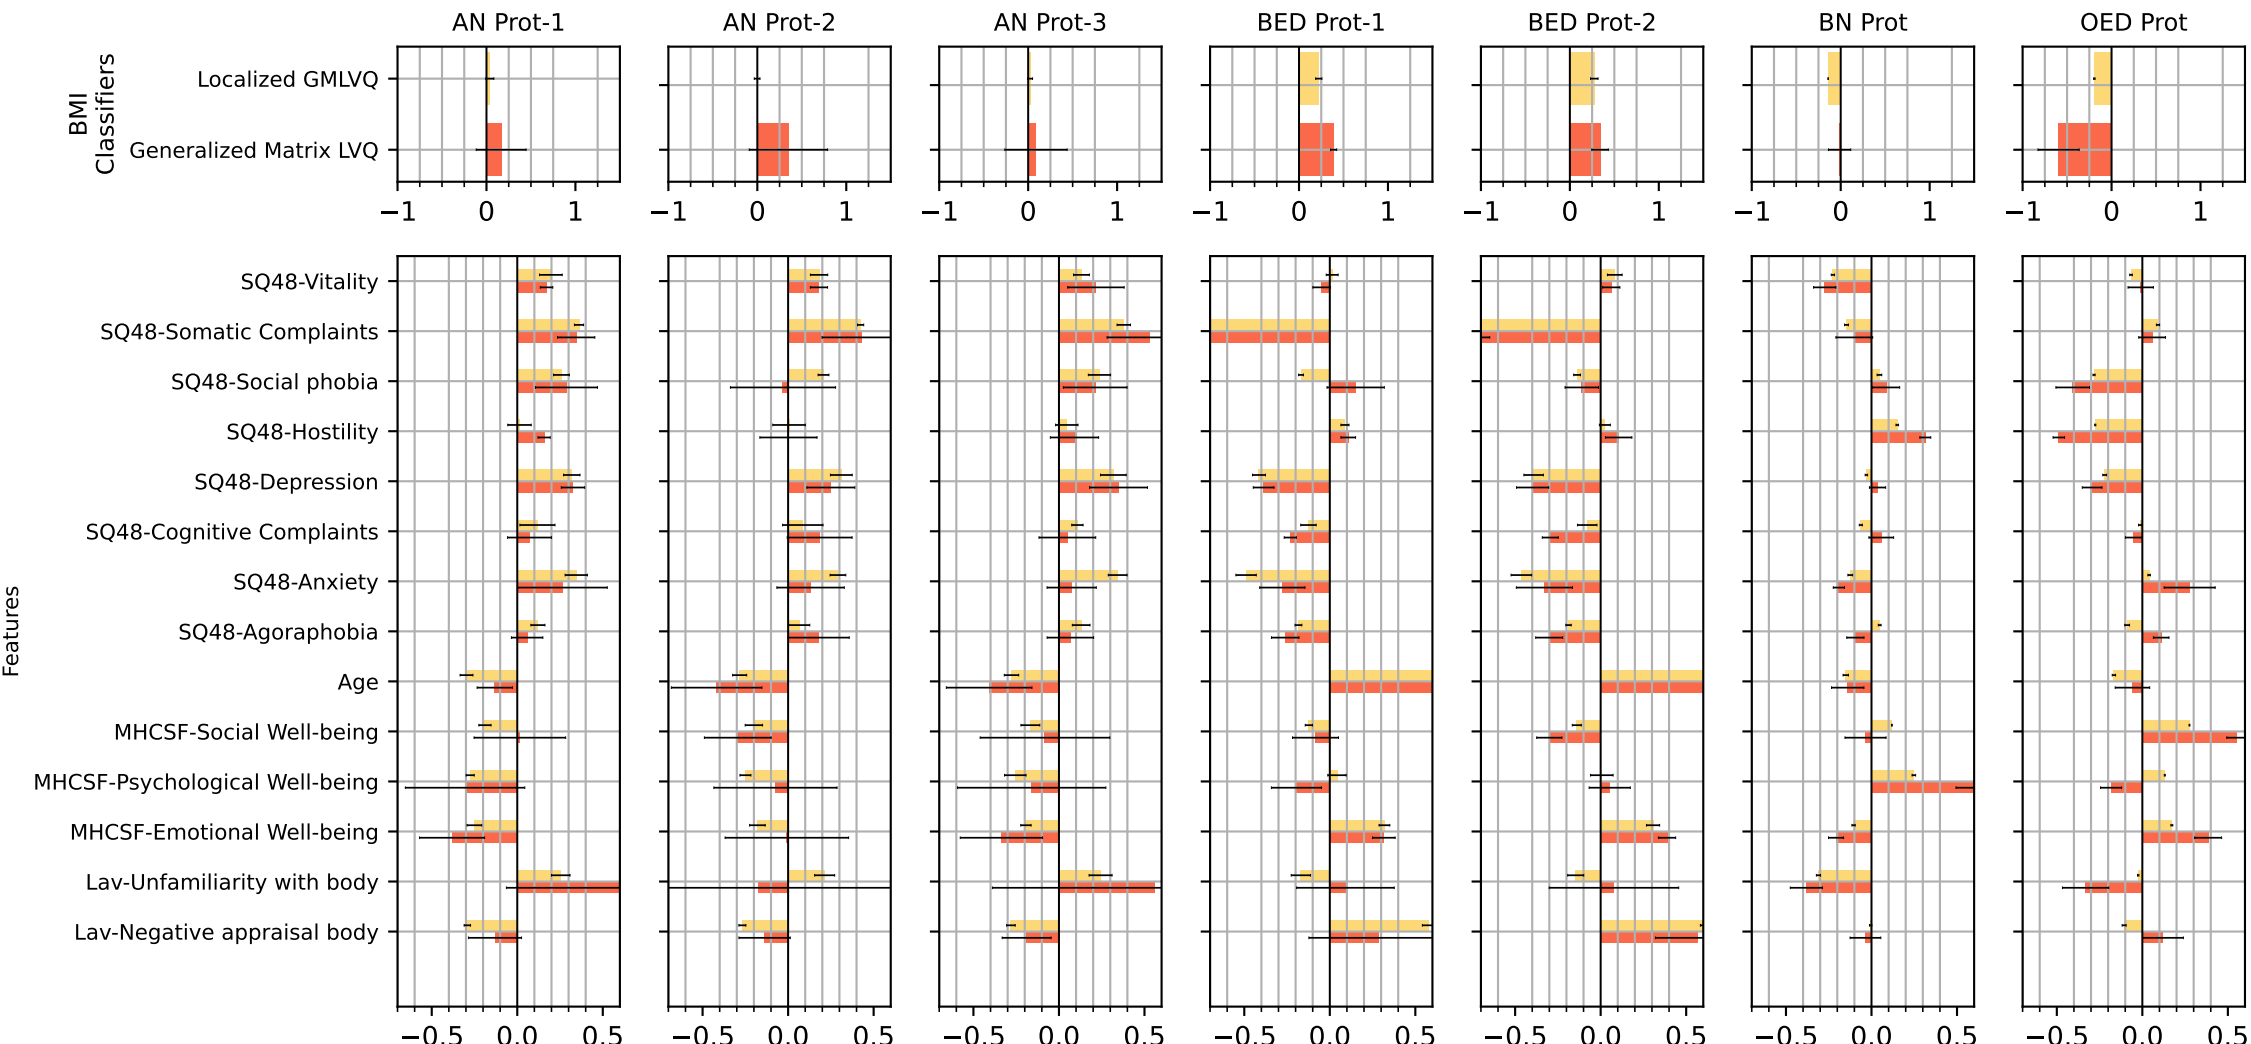 AN Prot-1 AN Prot-2 AN Prot-3 BED Prot-1 BED Prot-2 BN Prot OED Prot
BMI
Classifiers
Localized GMLVQ
Generalized Matrix LVQ
−1 0 1 −1 0 1 −1 0 1 −1 0 1 −1 0 1 −1 0 1 −1 0 1
Features
SQ48-Vitality
SQ48-Somatic Complaints
SQ48-Social phobia
SQ48-Hostility
SQ48-Depression
SQ48-Cognitive Complaints
SQ48-Anxiety
SQ48-Agoraphobia
Age
MHCSF-Social Well-being
MHCSF-Psychological Well-being
MHCSF-Emotional Well-being
Lav-Unfamiliarity with body
Lav-Negative appraisal body
−0.5 0.0 0.5 −0.5 0.0 0.5 −0.5 0.0 0.5 −0.5 0.0 0.5 −0.5 0.0 0.5 −0.5 0.0 0.5 −0.5 0.0 0.5